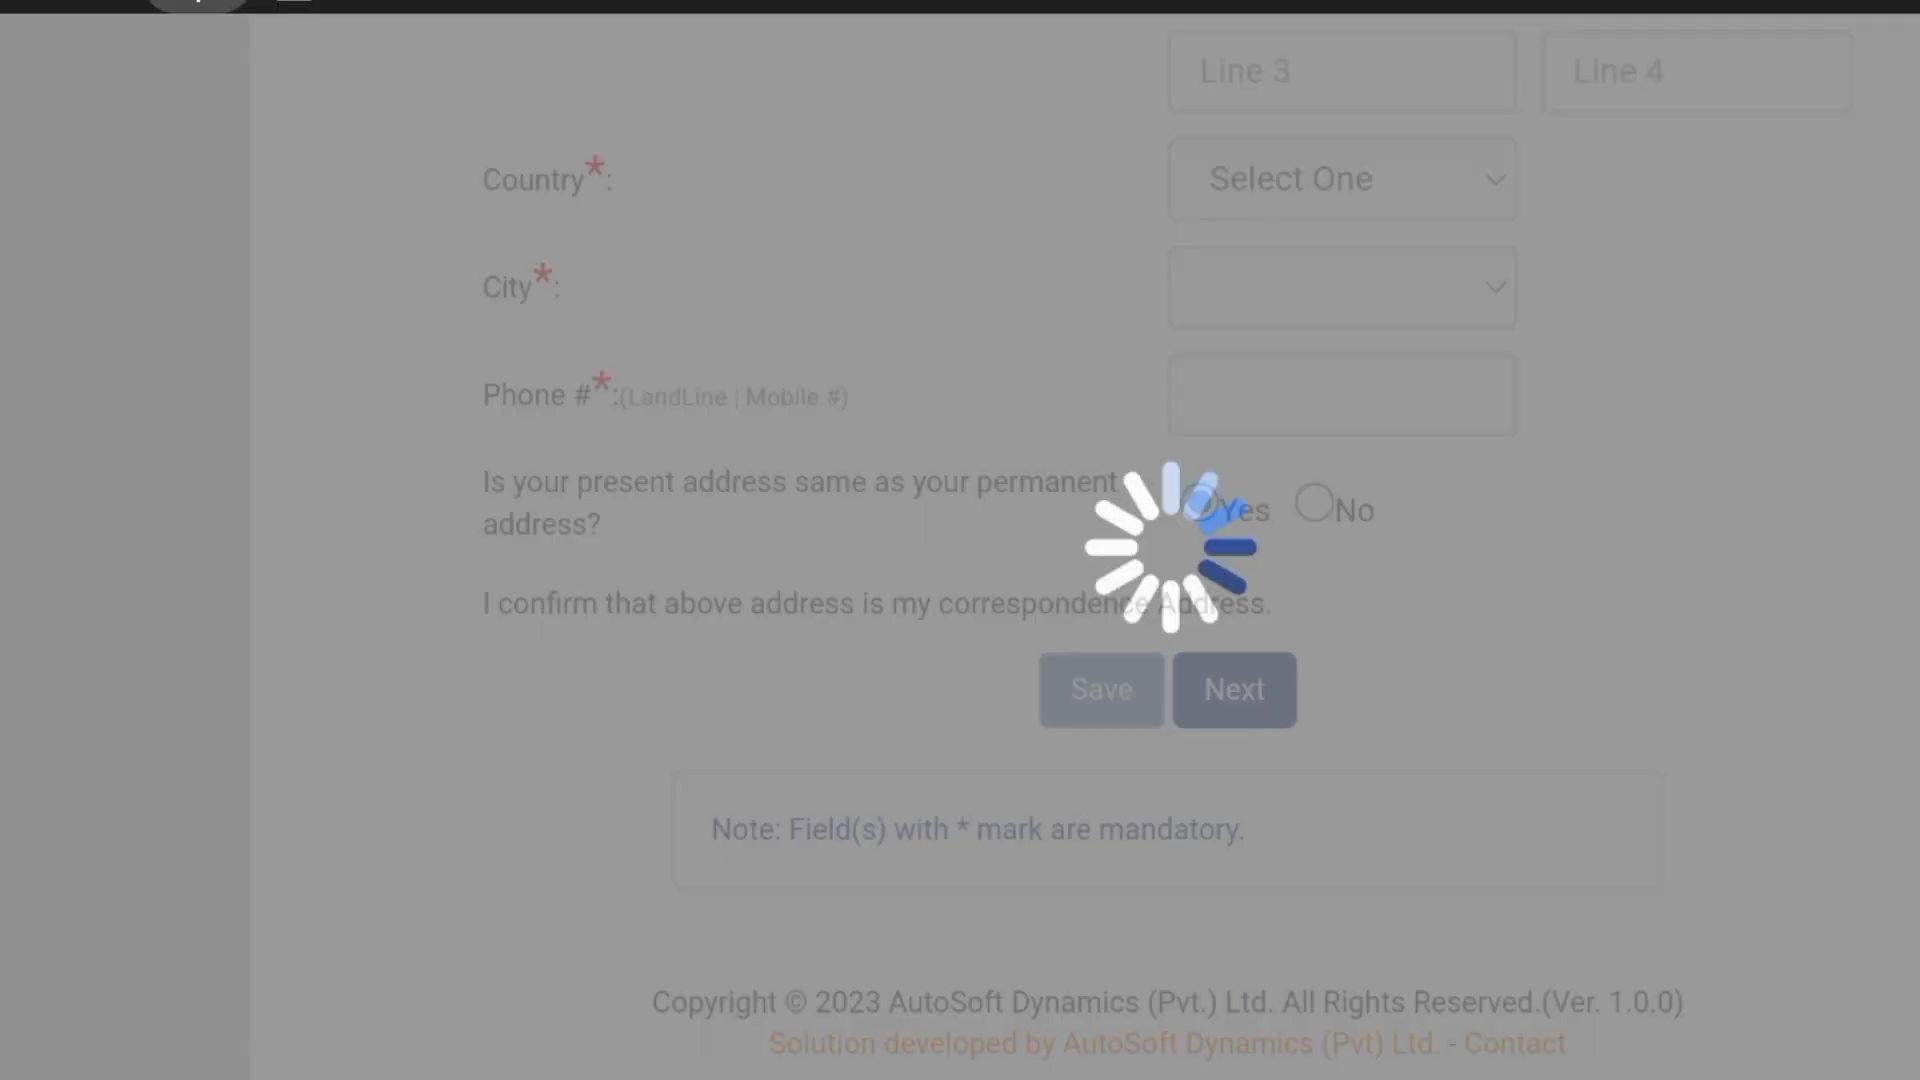 Line 3 Line 4
Country*: Select One
City*:
Phone #*:(LandLine | Mobile #)
Is your present address same as your permanent
address? Yes No
I confirm that above address is my correspondence Address.
Save Next
Note: Field(s) with * mark are mandatory.
Copyright © 2023 AutoSoft Dynamics (Pvt.) Ltd. All Rights Reserved.(Ver. 1.0.0)
Solution developed by AutoSoft Dynamics (Pvt) Ltd. - Contact